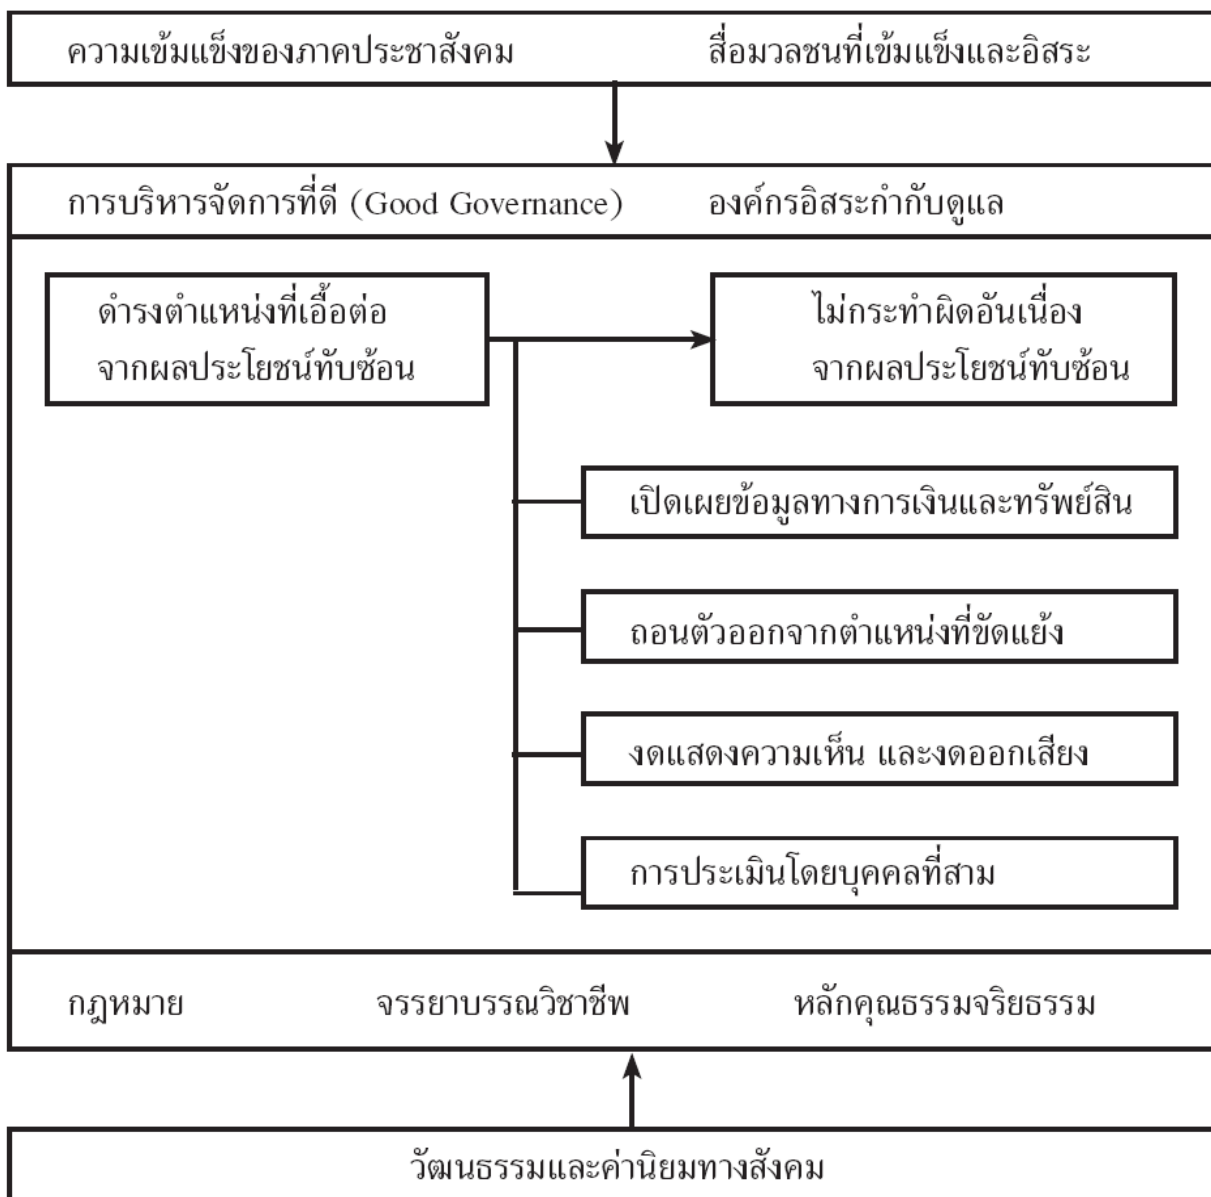 ความเข้มแข็งของภาคประชาสังคม สื่อมวลชนที่เข้มแข็งและอิสระ
การบริหารจัดการที่ดี (Good Governance) องค์กรอิสระกำกับดูแล
ดำรงตำแหน่งที่เอื้อต่อ
จากผลประโยชน์ทับซ้อน
ไม่กระทำผิดอันเนื่อง
จากผลประโยชน์ทับซ้อน
เปิดเผยข้อมูลทางการเงินและทรัพย์สิน
ถอนตัวออกจากตำแหน่งที่ขัดแย้ง
งดแสดงความเห็น และงดออกเสียง
การประเมินโดยบุคคลที่สาม
กฎหมาย จรรยาบรรณวิชาชีพ หลักคุณธรรมจริยธรรม
วัฒนธรรมและค่านิยมทางสังคม